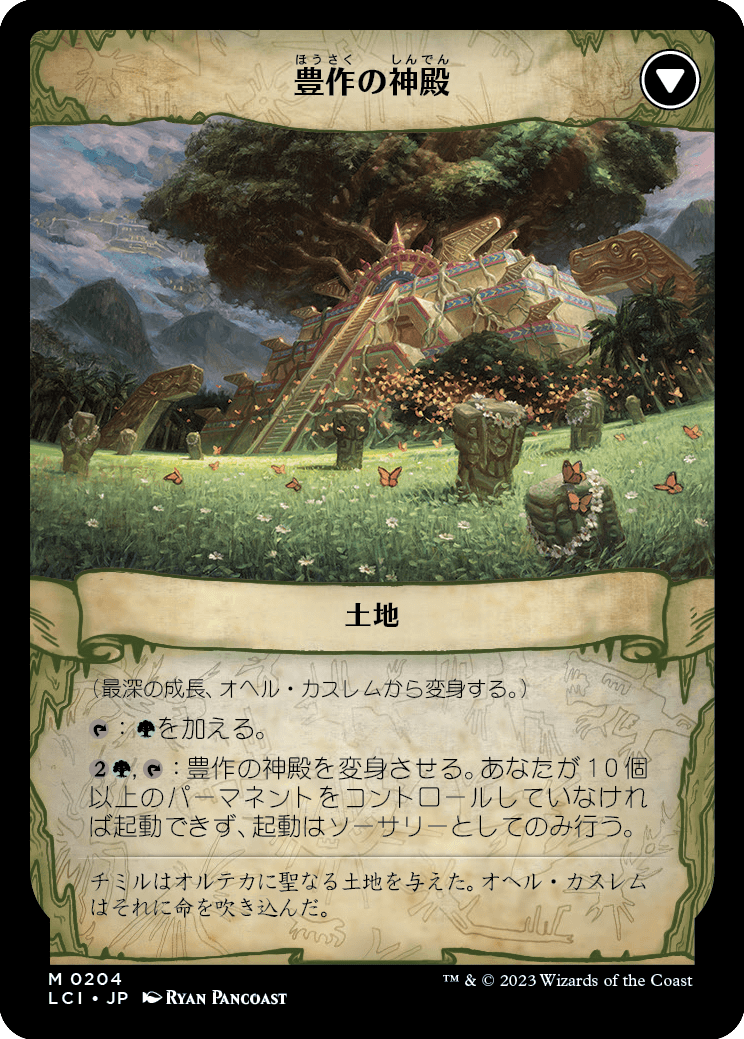 ほうさく しんでん
豊作の神殿
土地
（最深の成長、オヘル・カスレムから変身する。）
：を加える。
2, ：豊作の神殿を変身させる。あなたが10個
以上のパーマネントをコントロールしていなけれ
ば起動できず、起動はソーサリーとしてのみ行う。
チミルはオルテカに聖なる土地を与えた。オヘル・カスレム
はそれに命を吹き込んだ。
M 0204
LCI • JP RYAN PANCOAST
™ & © 2023 Wizards of the Coast